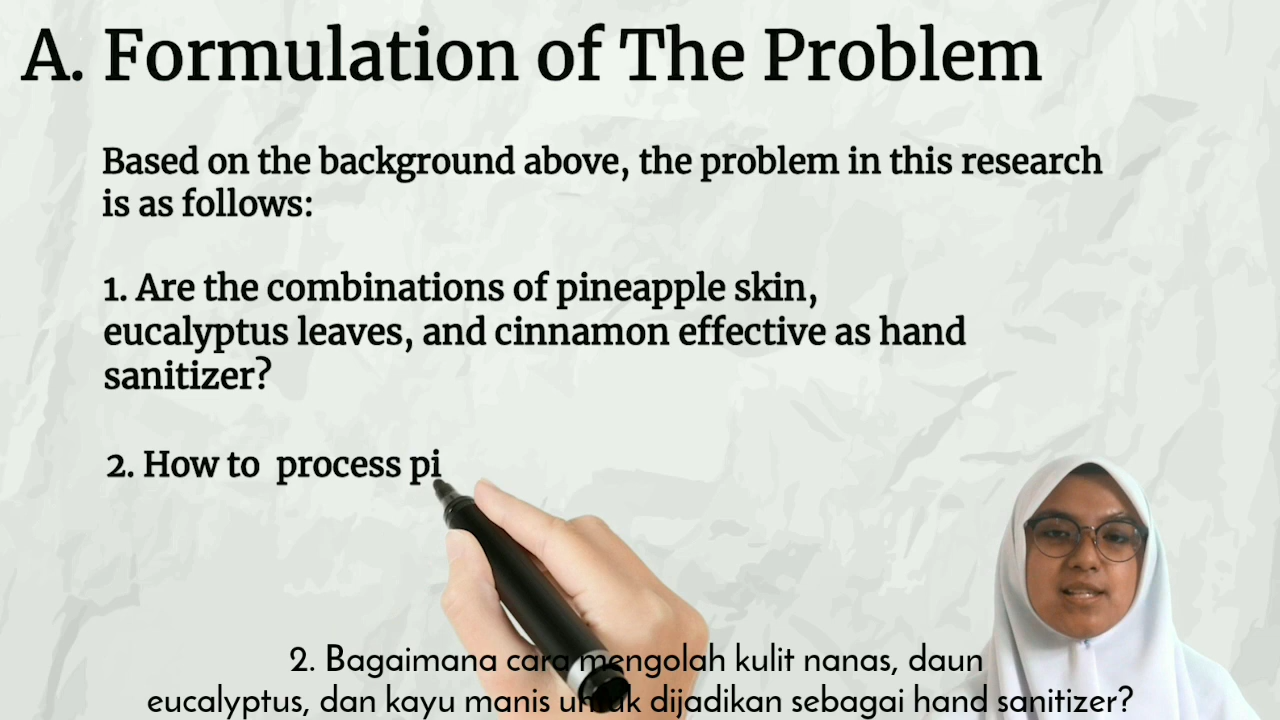 A. Formulation of The Problem
Based on the background above, the problem in this research
is as follows:
1. Are the combinations of pineapple skin,
eucalyptus leaves, and cinnamon effective as hand
sanitizer?
2. How to process pi
2. Bagaimana cara mengolah kulit nanas, daun
eucalyptus, dan kayu manis untuk dijadikan sebagai hand sanitizer?